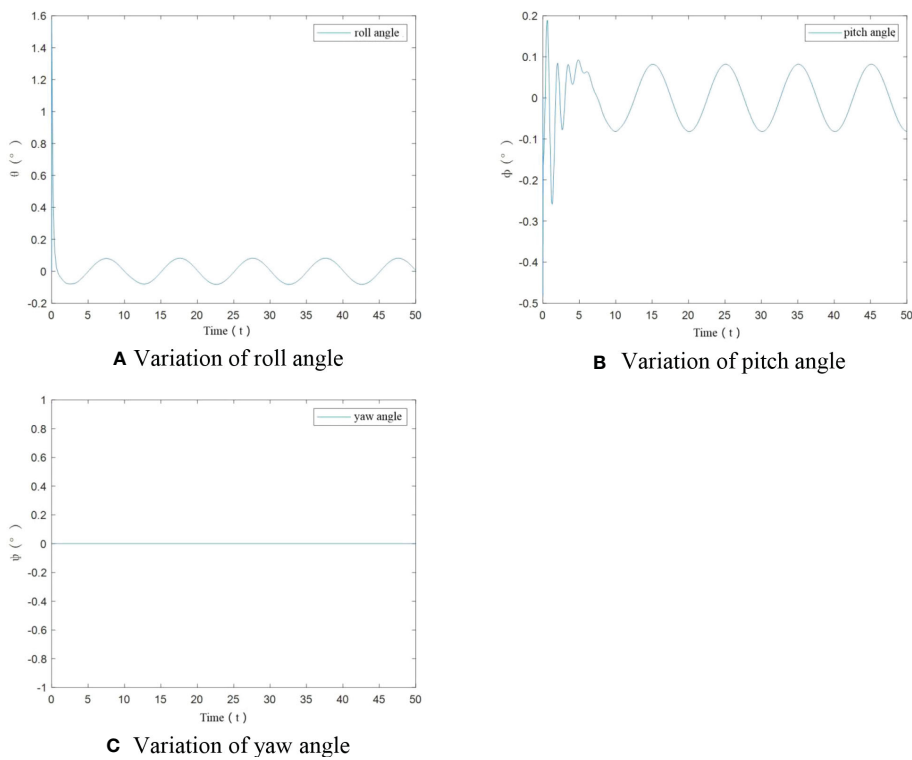 1.6
1.4
1.2
1
0.8
0.6
0.4
0.2
0
-0.2
θ (°)
roll angle
0 5 10 15 20 25 30 35 40 45 50
Time ( t )
A Variation of roll angle
0.2
0.1
0
-0.1
-0.2
-0.3
-0.4
-0.5
ф (°)
pitch angle
0 5 10 15 20 25 30 35 40 45 50
Time ( t )
B Variation of pitch angle
1
0.8
0.6
0.4
0.2
0
-0.2
-0.4
-0.6
-0.8
-1
ψ (°)
yaw angle
0 5 10 15 20 25 30 35 40 45 50
Time ( t )
C Variation of yaw angle